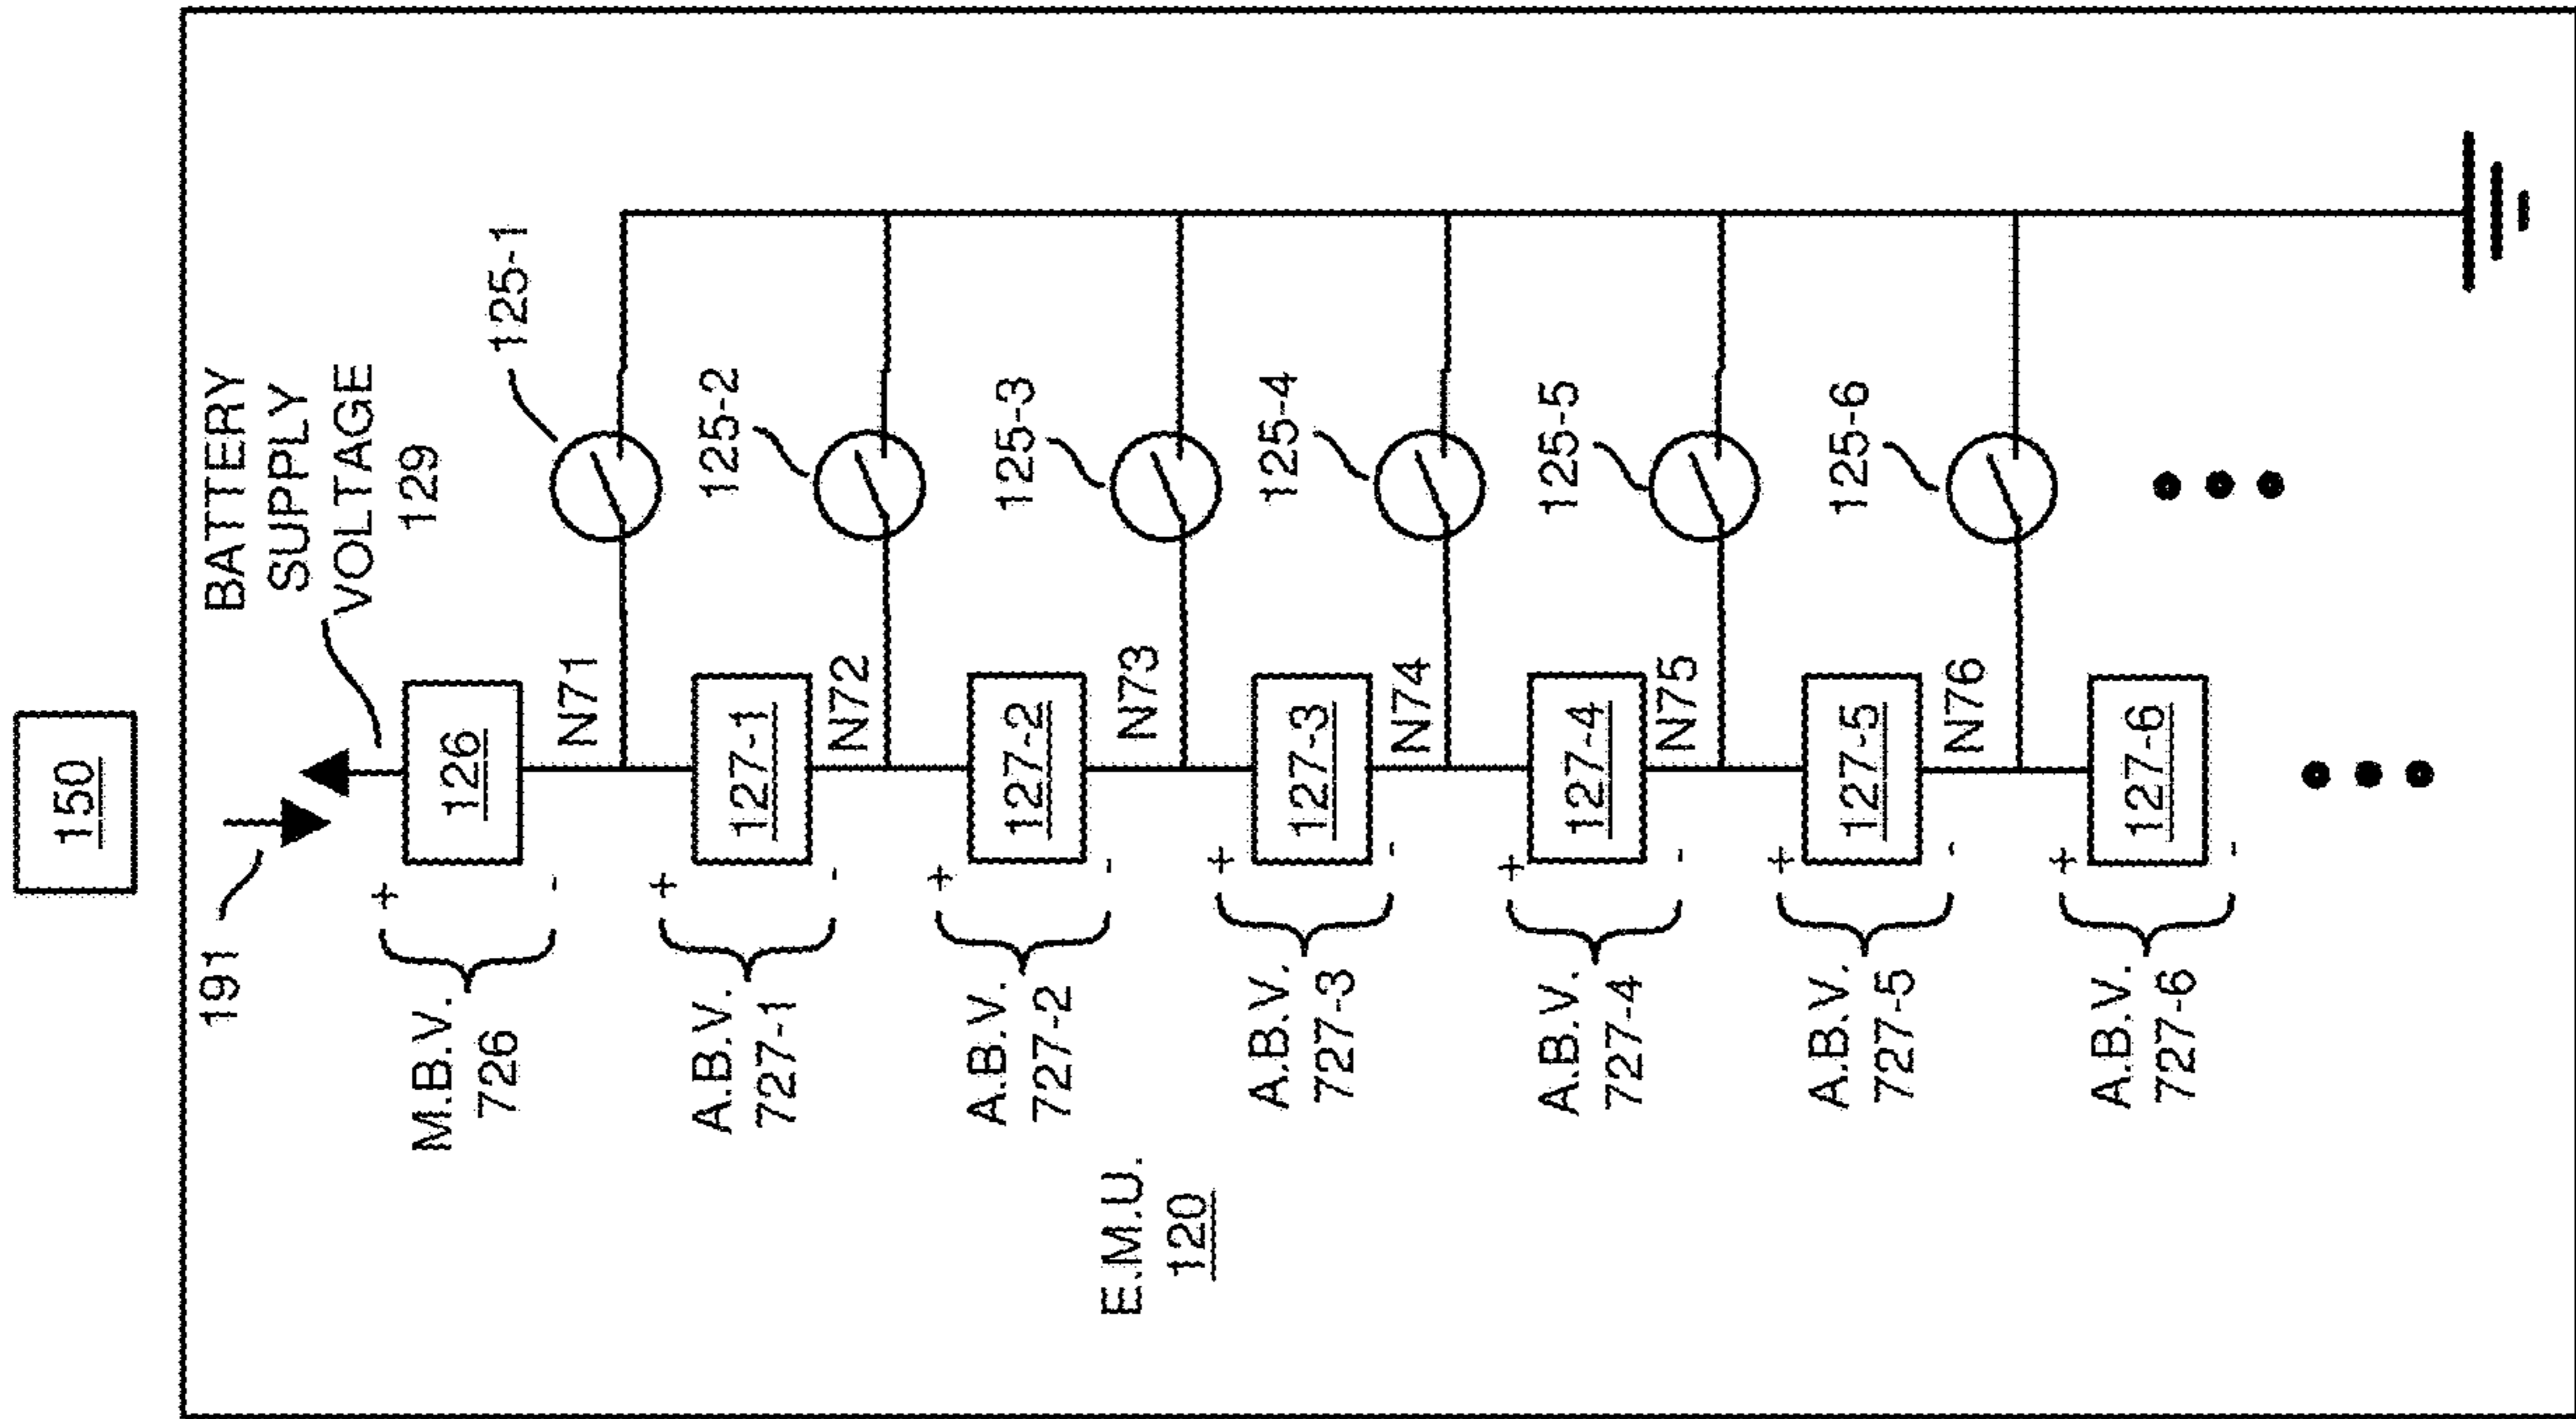 150
191
BATTERY
SUPPLY
VOLTAGE
129
M.B.V.
726
+
-
126
N71
125-1
A.B.V.
727-1
+
-
127-1
N72
125-2
A.B.V.
727-2
+
-
127-2
N73
125-3
A.B.V.
727-3
+
-
127-3
N74
125-4
A.B.V.
727-4
+
-
127-4
N75
125-5
A.B.V.
727-5
+
-
127-5
N76
125-6
A.B.V.
727-6
+
-
127-6
E.M.U.
120